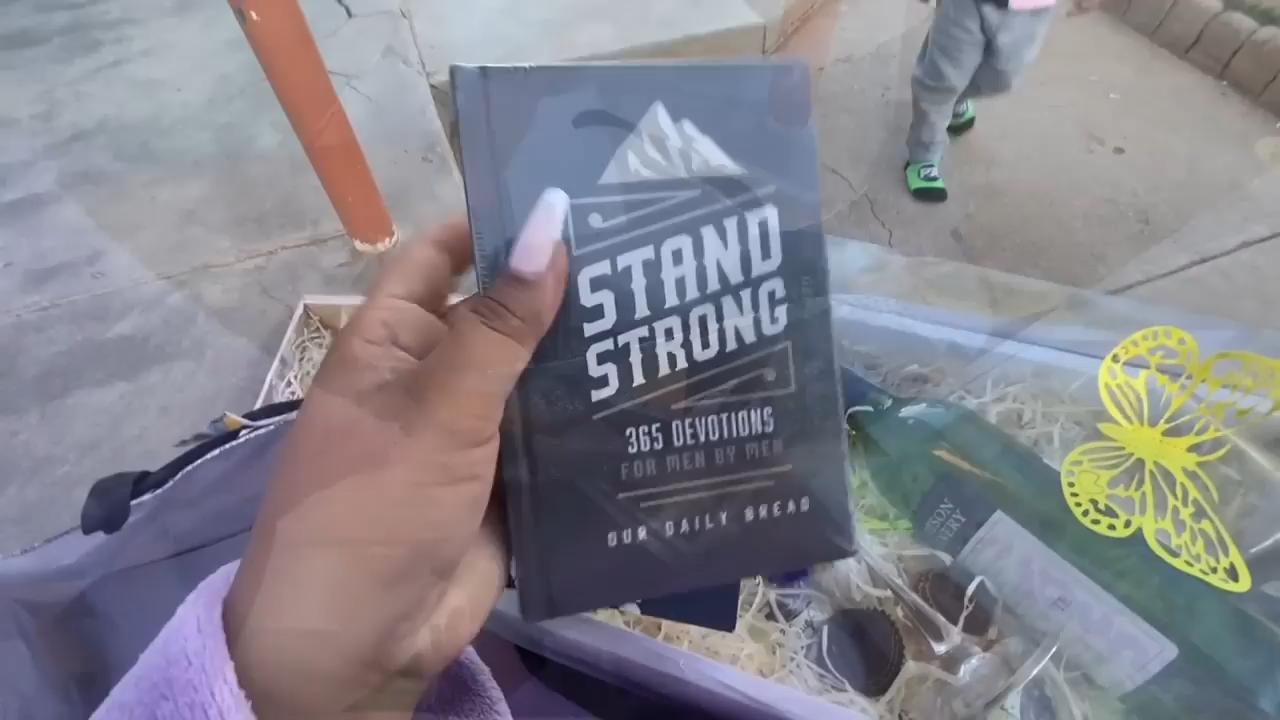 STAND
STRONG
365 DEVOTIONS
FOR MEN BY MEN
OUR DAILY BREAD